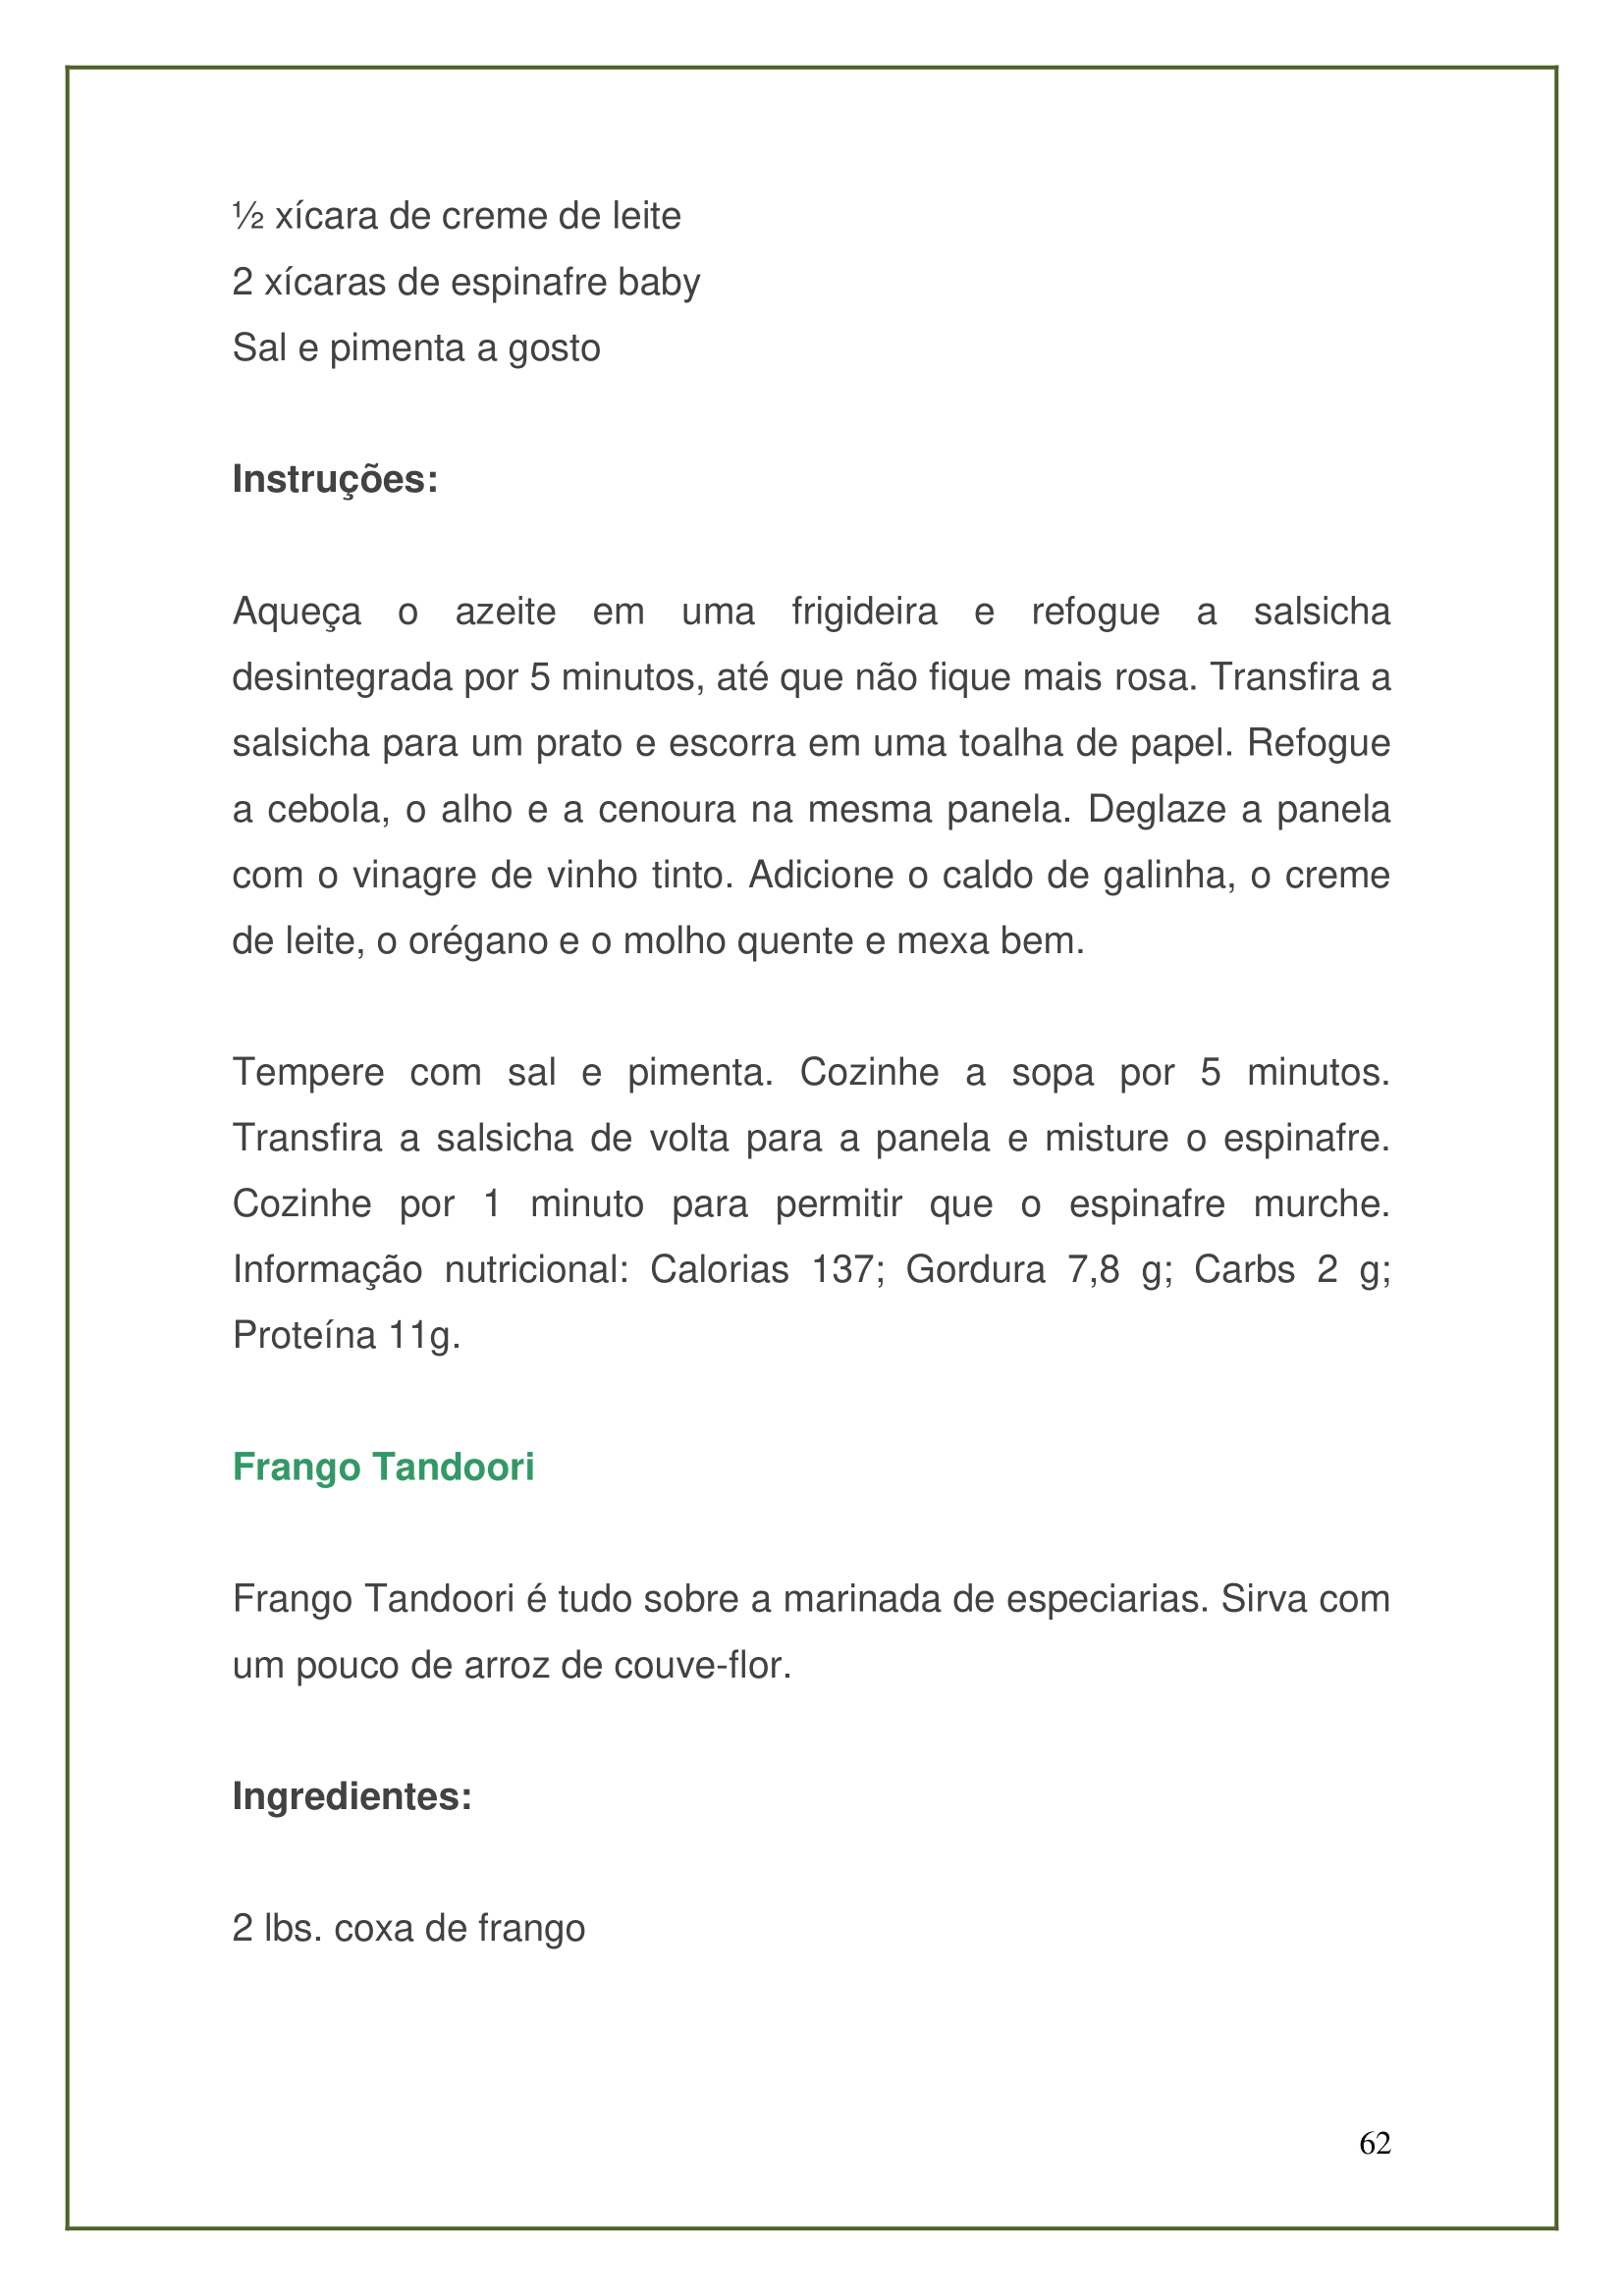 ½ xícara de creme de leite
2 xícaras de espinafre baby
Sal e pimenta a gosto
Instruções:
Aqueça o azeite em uma frigideira e refogue a salsicha
desintegrada por 5 minutos, até que não fique mais rosa. Transfira a
salsicha para um prato e escorra em uma toalha de papel. Refogue
a cebola, o alho e a cenoura na mesma panela. Deglaze a panela
com o vinagre de vinho tinto. Adicione o caldo de galinha, o creme
de leite, o orégano e o molho quente e mexa bem.
Tempere com sal e pimenta. Cozinhe a sopa por 5 minutos.
Transfira a salsicha de volta para a panela e misture o espinafre.
Cozinhe por 1 minuto para permitir que o espinafre murche.
Informação nutricional: Calorias 137; Gordura 7,8 g; Carbs 2 g;
Proteína 11g.
Frango Tandoori
Frango Tandoori é tudo sobre a marinada de especiarias. Sirva com
um pouco de arroz de couve-flor.
Ingredientes:
2 lbs. coxa de frango
62